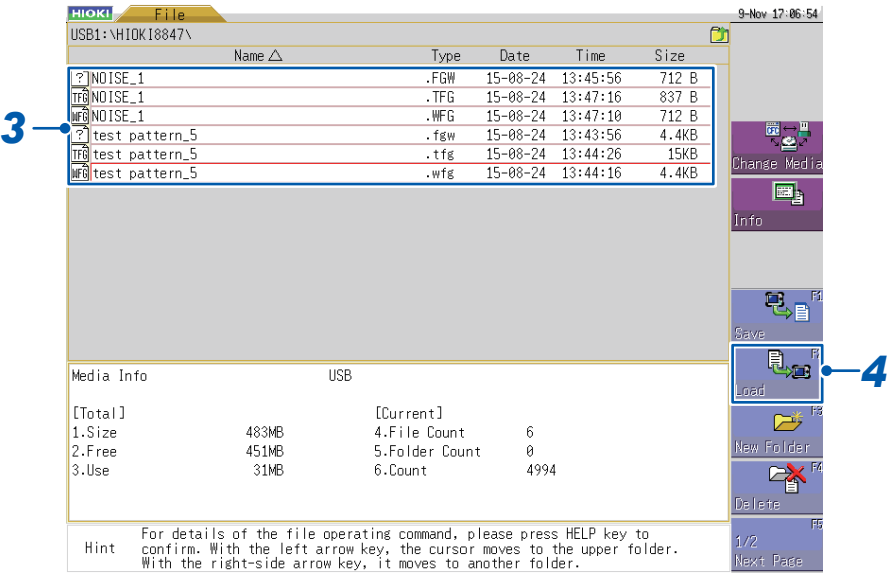 HIOKI File 9-Nov 17:06:54
USB1:\HIOKI8847\
Name △ Type Date Time Size
? NOISE_1 .FGW 15-08-24 13:45:56 712 B
TFG NOISE_1 .TFG 15-08-24 13:47:16 837 B
WFG NOISE_1 .WFG 15-08-24 13:47:10 712 B
3
? test pattern_5 .fgw 15-08-24 13:43:56 4.4KB
TFG test pattern_5 .tfg 15-08-24 13:44:26 15KB
WFG test pattern_5 .wfg 15-08-24 13:44:16 4.4KB
CFC
Change Media
Info
F1
Save
Load
4
F3
New Folder
F4
Delete
F5
1/2
Next Page
Media Info USB
[Total] [Current]
1.Size 483MB 4.File Count 6
2.Free 451MB 5.Folder Count 0
3.Use 31MB 6.Count 4994
Hint
For details of the file operating command, please press HELP key to
confirm. With the left arrow key, the cursor moves to the upper folder.
With the right-side arrow key, it moves to another folder.